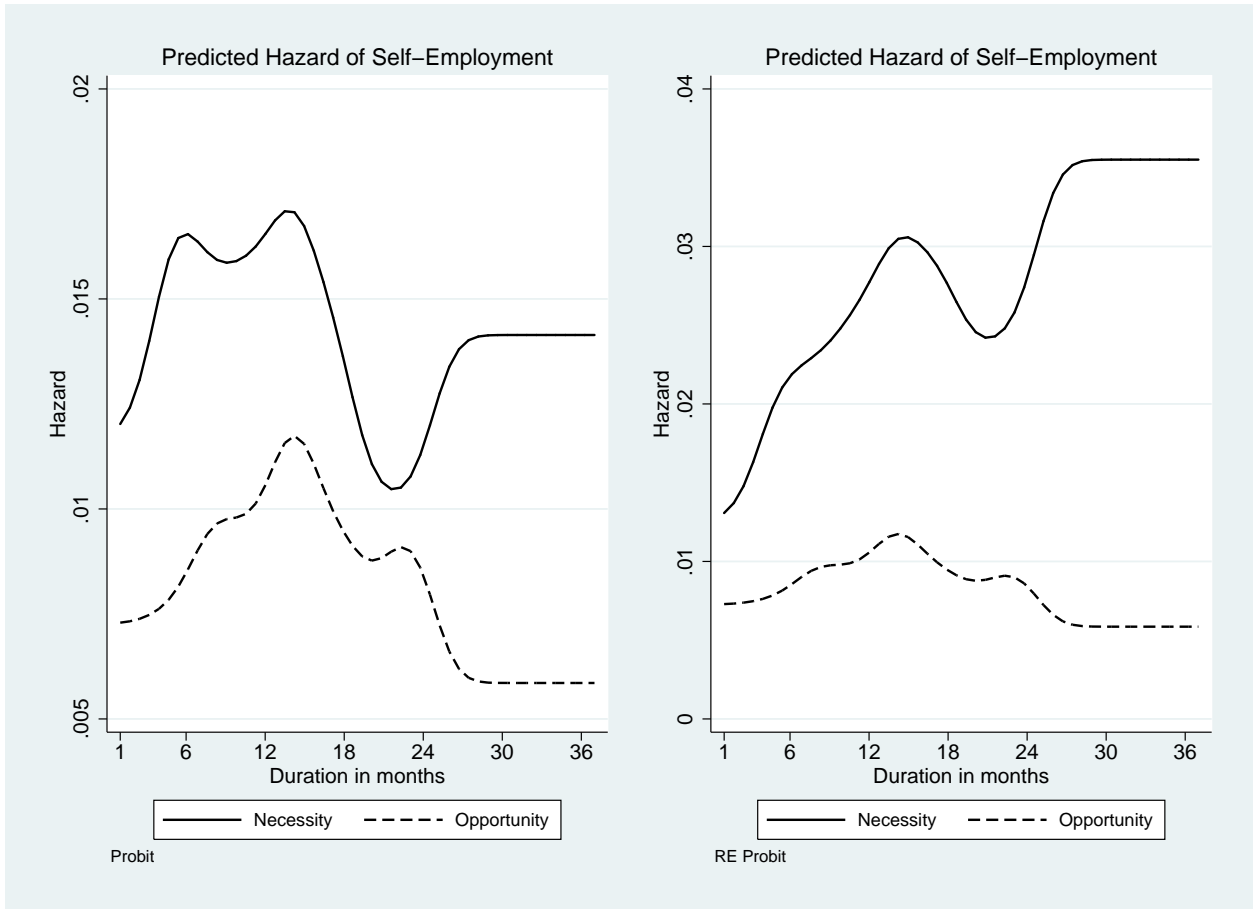 Predicted Hazard of Self−Employment
.02
.015
.01
.005
Hazard
1 6 12 18 24 30 36
Duration in months
Necessity Opportunity
Probit
Predicted Hazard of Self−Employment
.04
.03
.02
.01
0
Hazard
1 6 12 18 24 30 36
Duration in months
Necessity Opportunity
RE Probit